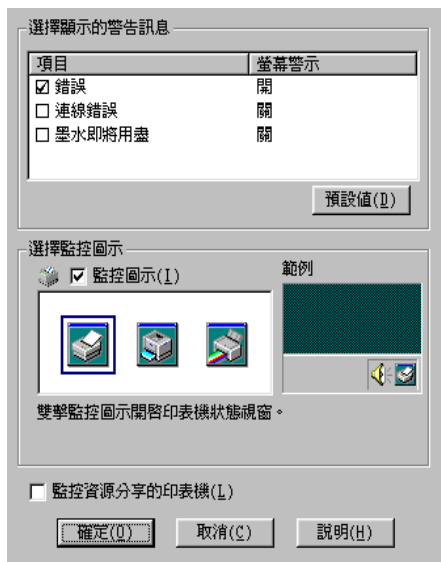 選擇顯示的警告訊息
項目 螢幕警示
錯誤 開
連線錯誤 關
墨水即將用盡 關
預設值(D)
選擇監控圖示
監控圖示(I)
範例
雙擊監控圖示開啓印表機狀態視窗。
監控資源分享的印表機(L)
確定(O) 取消(C) 説明(H)